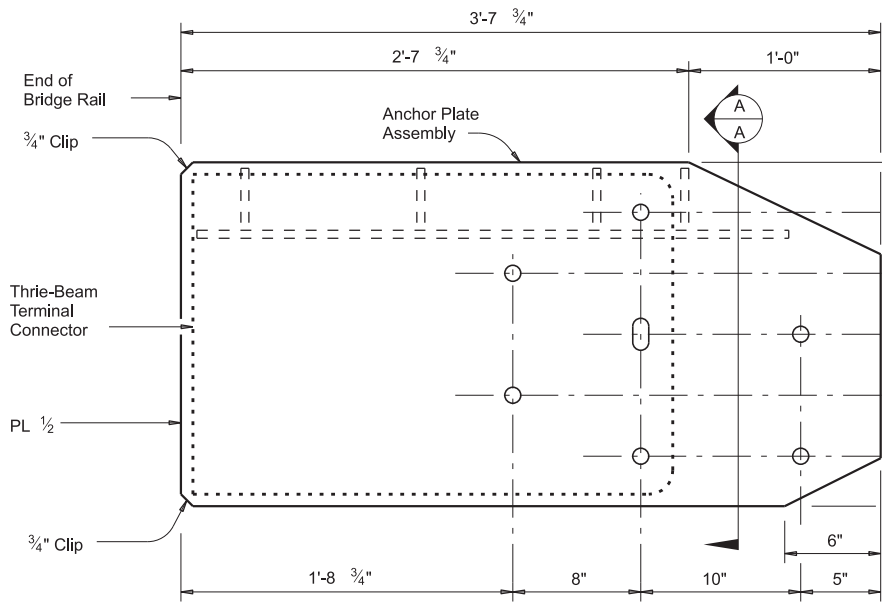 3'-7 3/4"
2'-7 3/4"
1'-0"
End of
Bridge Rail
3/4" Clip
Anchor Plate
Assembly
A
A
Thrie-Beam
Terminal
Connector
PL 1/2
3/4" Clip
6"
1'-8 3/4"
8"
10"
5"